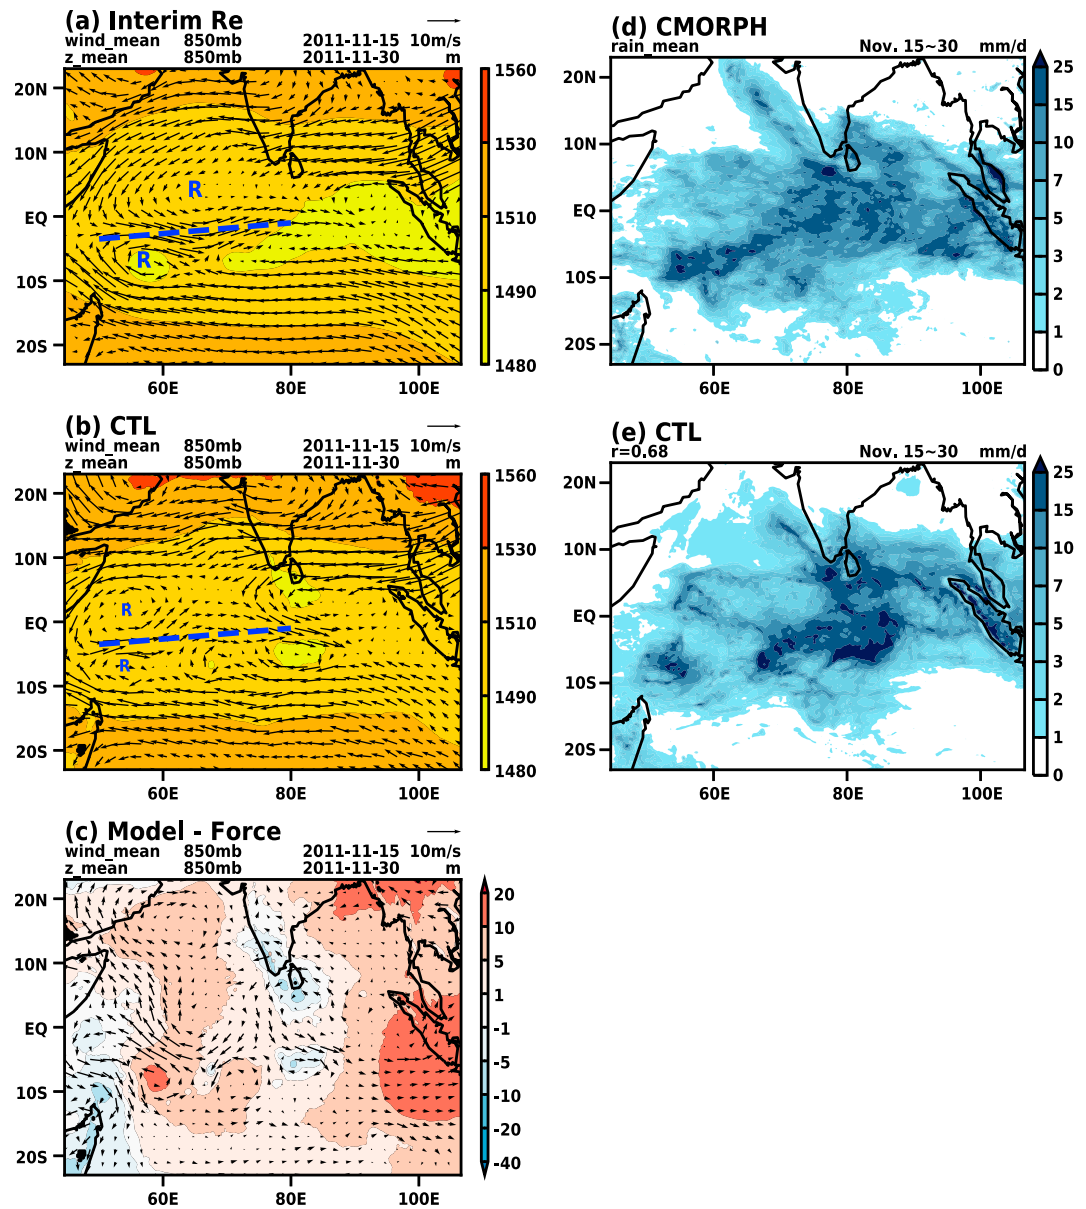 (a) Interim Re
wind_mean 850mb 2011-11-15 10m/s
z_mean 850mb 2011-11-30 m
20N
10N
EQ
10S
20S
R
R
60E 80E 100E
1560
1530
1510
1490
1480
(d) CMORPH
rain_mean Nov. 15~30 mm/d
20N
10N
EQ
10S
20S
60E 80E 100E
25
15
10
7
5
3
2
1
0
(b) CTL
wind_mean 850mb 2011-11-15 10m/s
z_mean 850mb 2011-11-30 m
20N
10N
EQ
10S
20S
R
R
60E 80E 100E
1560
1530
1510
1490
1480
(e) CTL
r=0.68 Nov. 15~30 mm/d
20N
10N
EQ
10S
20S
60E 80E 100E
25
15
10
7
5
3
2
1
0
(c) Model - Force
wind_mean 850mb 2011-11-15 10m/s
z_mean 850mb 2011-11-30 m
20N
10N
EQ
10S
20S
60E 80E 100E
20
10
5
1
-1
-5
-10
-20
-40